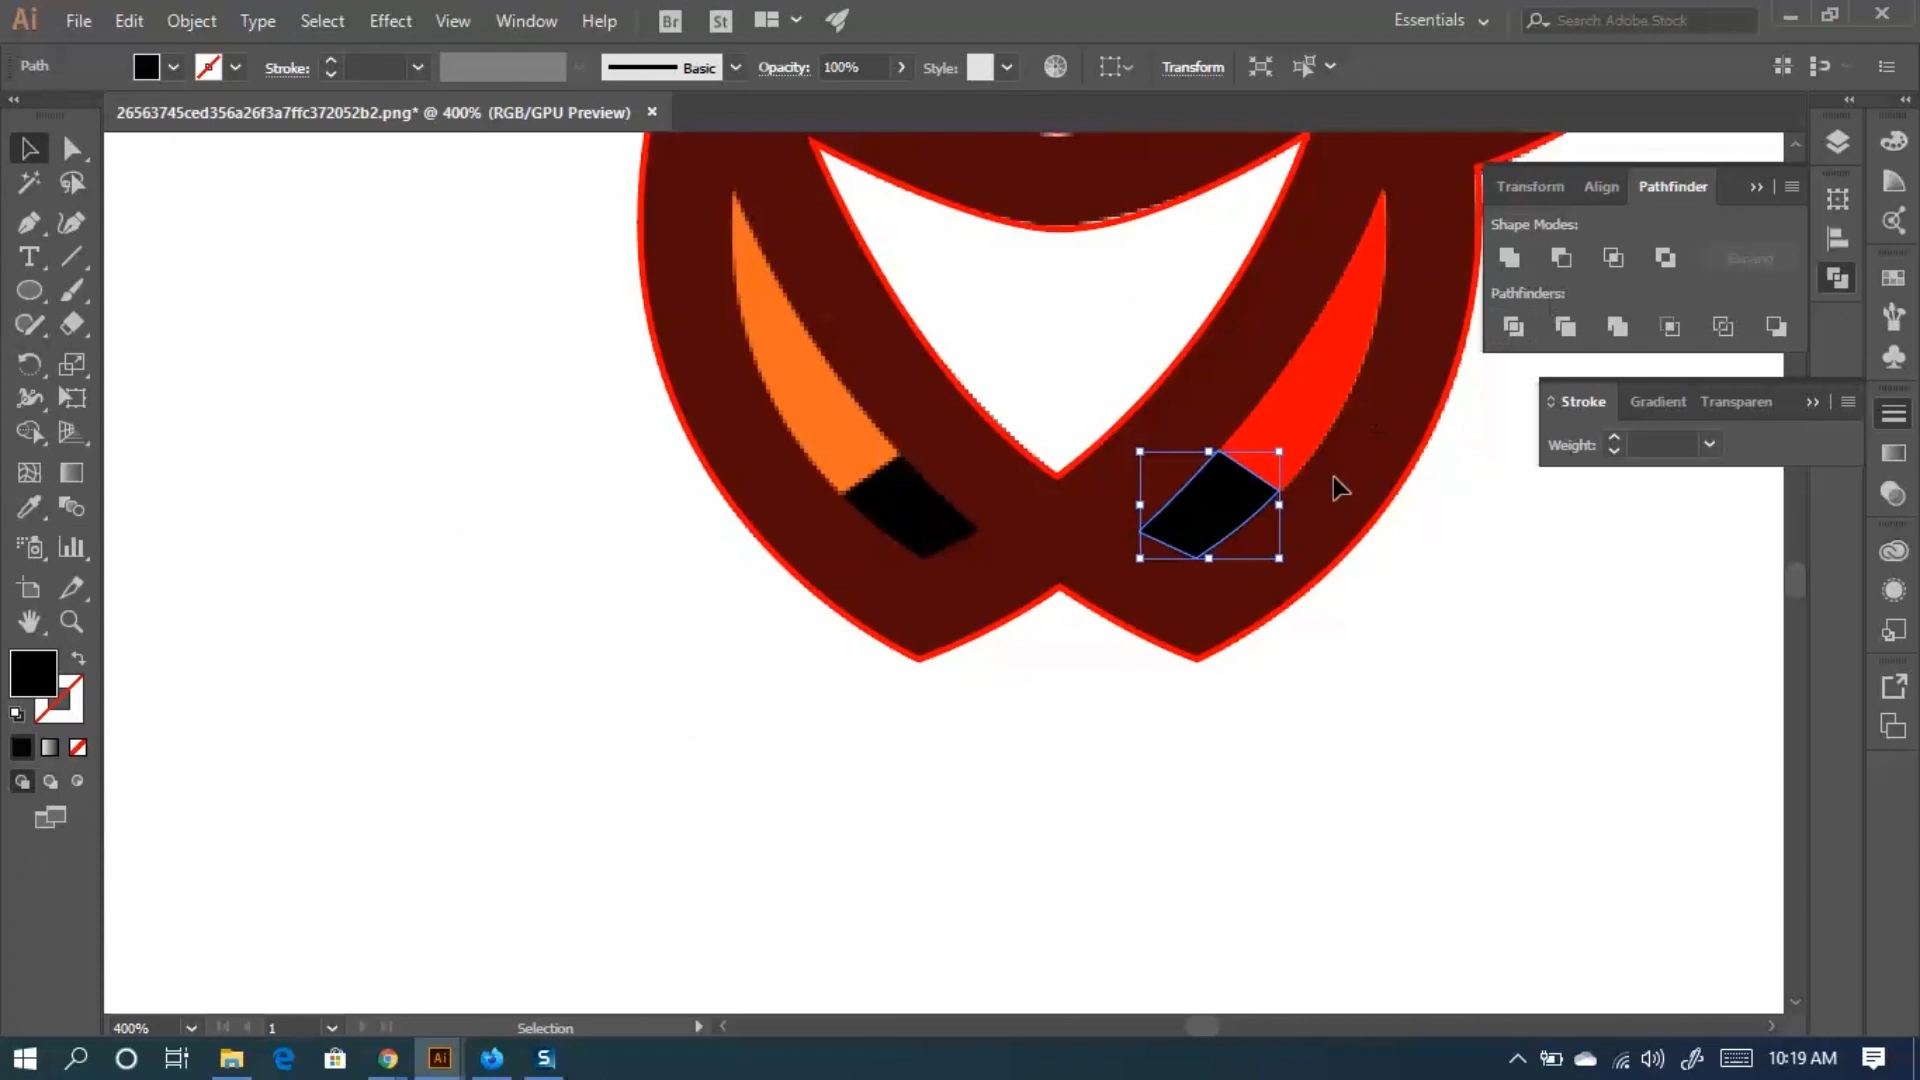 Ai File Edit Object Type Select Effect View Window Help Br St Essentials Search Adobe Stock
Path Stroke: Basic Opacity: 100% Style: Transform
26563745ced356a26f3a7ffc372052b2.png* @ 400% (RGB/GPU Preview)
Transform Align Pathfinder
Shape Modes:
Expand
Pathfinders:
Stroke Gradient Transparen
Weight:
400% 1 Selection
Ai S 10:19 AM